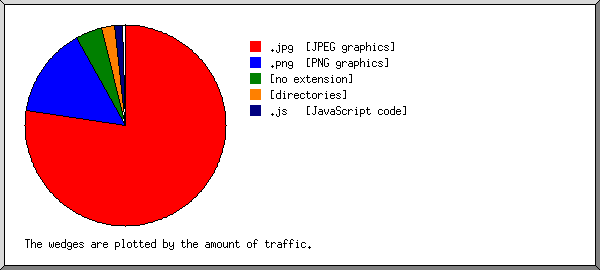 .jpg [JPEG graphics]
.png [PNG graphics]
[no extension]
[directories]
.js [JavaScript code]
The wedges are plotted by the amount of traffic.